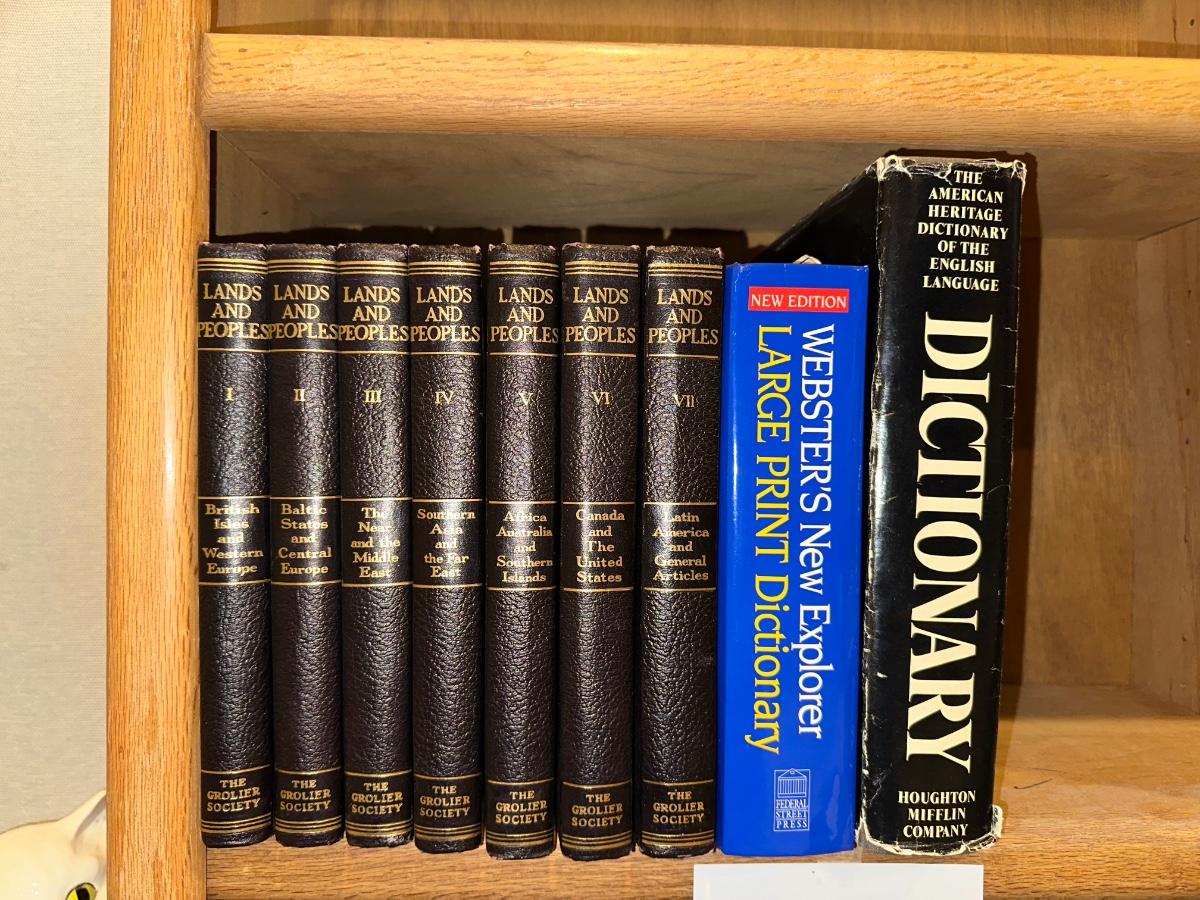 LANDS
AND
PEOPLES
I
British
Isles
and
Western
Europe
THE
GROLIER
SOCIETY
LANDS
AND
PEOPLES
II
Baltic
States
and
Central
Europe
THE
GROLIER
SOCIETY
LANDS
AND
PEOPLES
III
The
Near
and the
Middle
East
THE
GROLIER
SOCIETY
LANDS
AND
PEOPLES
IV
Southern
Asia
and
the Far
East
THE
GROLIER
SOCIETY
LANDS
AND
PEOPLES
V
Africa
Australia
and
Southern
Islands
THE
GROLIER
SOCIETY
LANDS
AND
PEOPLES
VI
Canada
and
The
United
States
THE
GROLIER
SOCIETY
LANDS
AND
PEOPLES
VII
Latin
America
and
General
Articles
THE
GROLIER
SOCIETY
NEW EDITION
WEBSTER'S New Explorer
LARGE PRINT Dictionary
FEDERAL
STREET
PRESS
THE
AMERICAN
HERITAGE
DICTIONARY
OF THE
ENGLISH
LANGUAGE
DICTIONARY
HOUGHTON
MIFFLIN
COMPANY